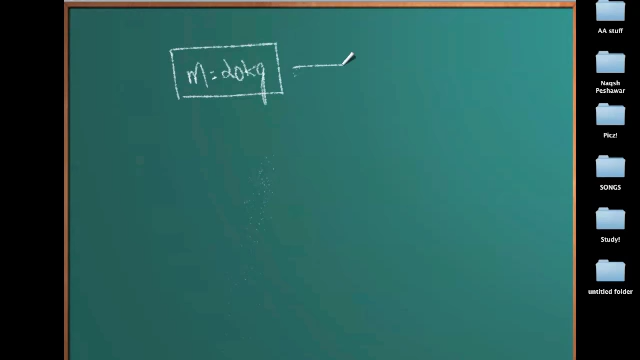 m=20kg
AA stuff
Naqsh
Peshawar
Picz!
SONGS
Study!
untitled folder